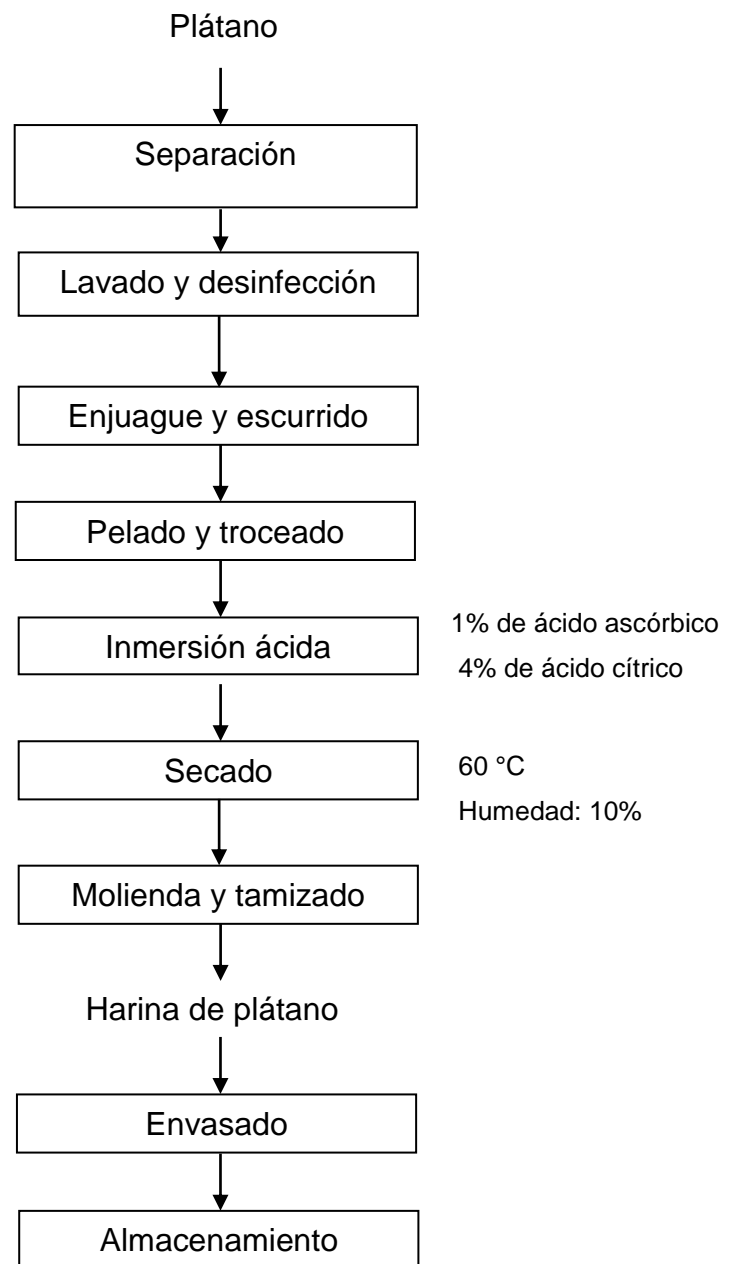 Plátano
Separación
Lavado y desinfección
Enjuague y escurrido
Pelado y troceado
Inmersión ácida
1% de ácido ascórbico
4% de ácido cítrico
Secado
60 °C
Humedad: 10%
Molienda y tamizado
Harina de plátano
Envasado
Almacenamiento